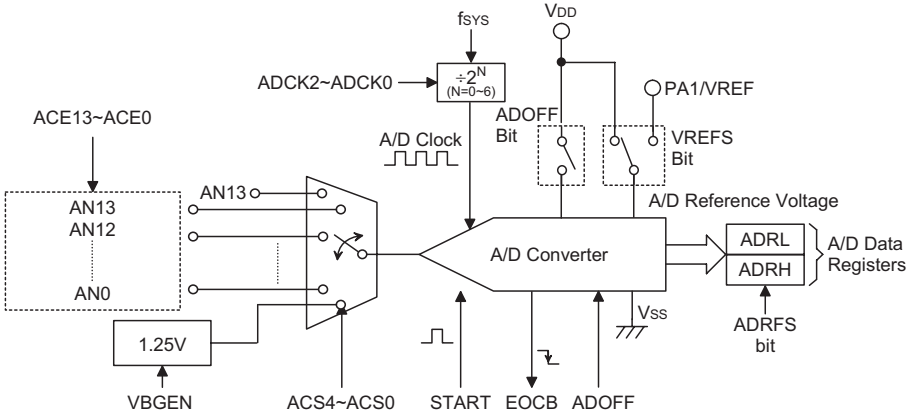 fSYS
VDD
ADCK2~ADCK0
÷2^N
(N=0~6)
PA1/VREF
ADOFF
Bit
VREFS
Bit
ACE13~ACE0
A/D Clock
AN13
A/D Reference Voltage
AN13
AN12
AN0
A/D Converter
ADRL
ADRH
A/D Data
Registers
VSS
1.25V
ADRFS
bit
VBGEN
ACS4~ACS0
START
EOCB
ADOFF